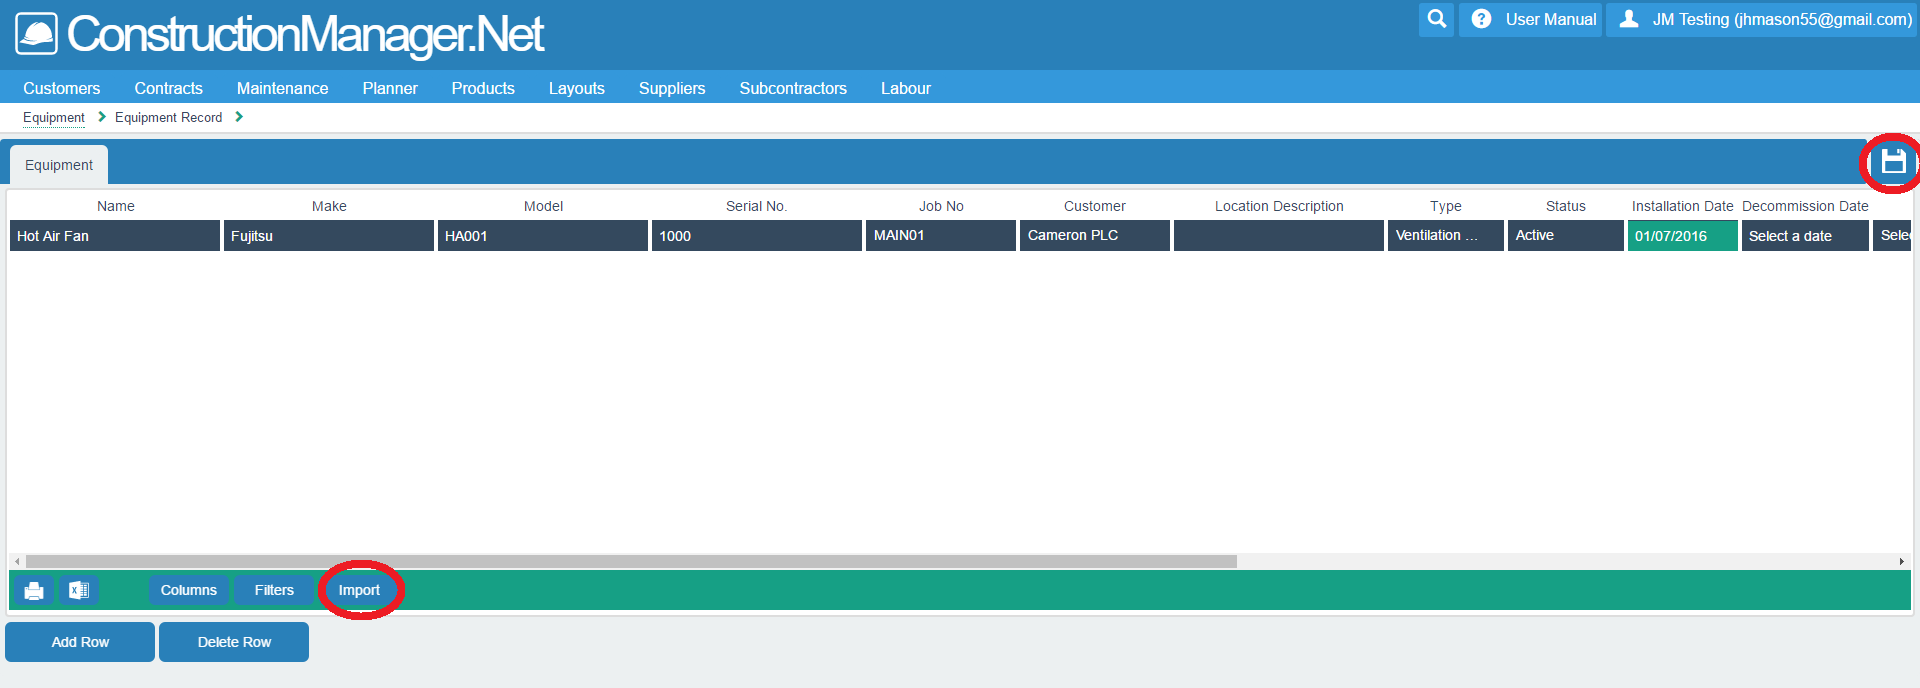 ConstructionManager.Net
User Manual
JM Testing (jhmason55@gmail.com)
Customers Contracts Maintenance Planner Products Layouts Suppliers Subcontractors Labour
Equipment Equipment Record
Equipment
Name Make Model Serial No. Job No Customer Location Description Type Status Installation Date Decommission Date
Hot Air Fan Fujitsu HA001 1000 MAIN01 Cameron PLC Ventilation ... Active 01/07/2016 Select a date Selec
Columns Filters Import
Add Row Delete Row